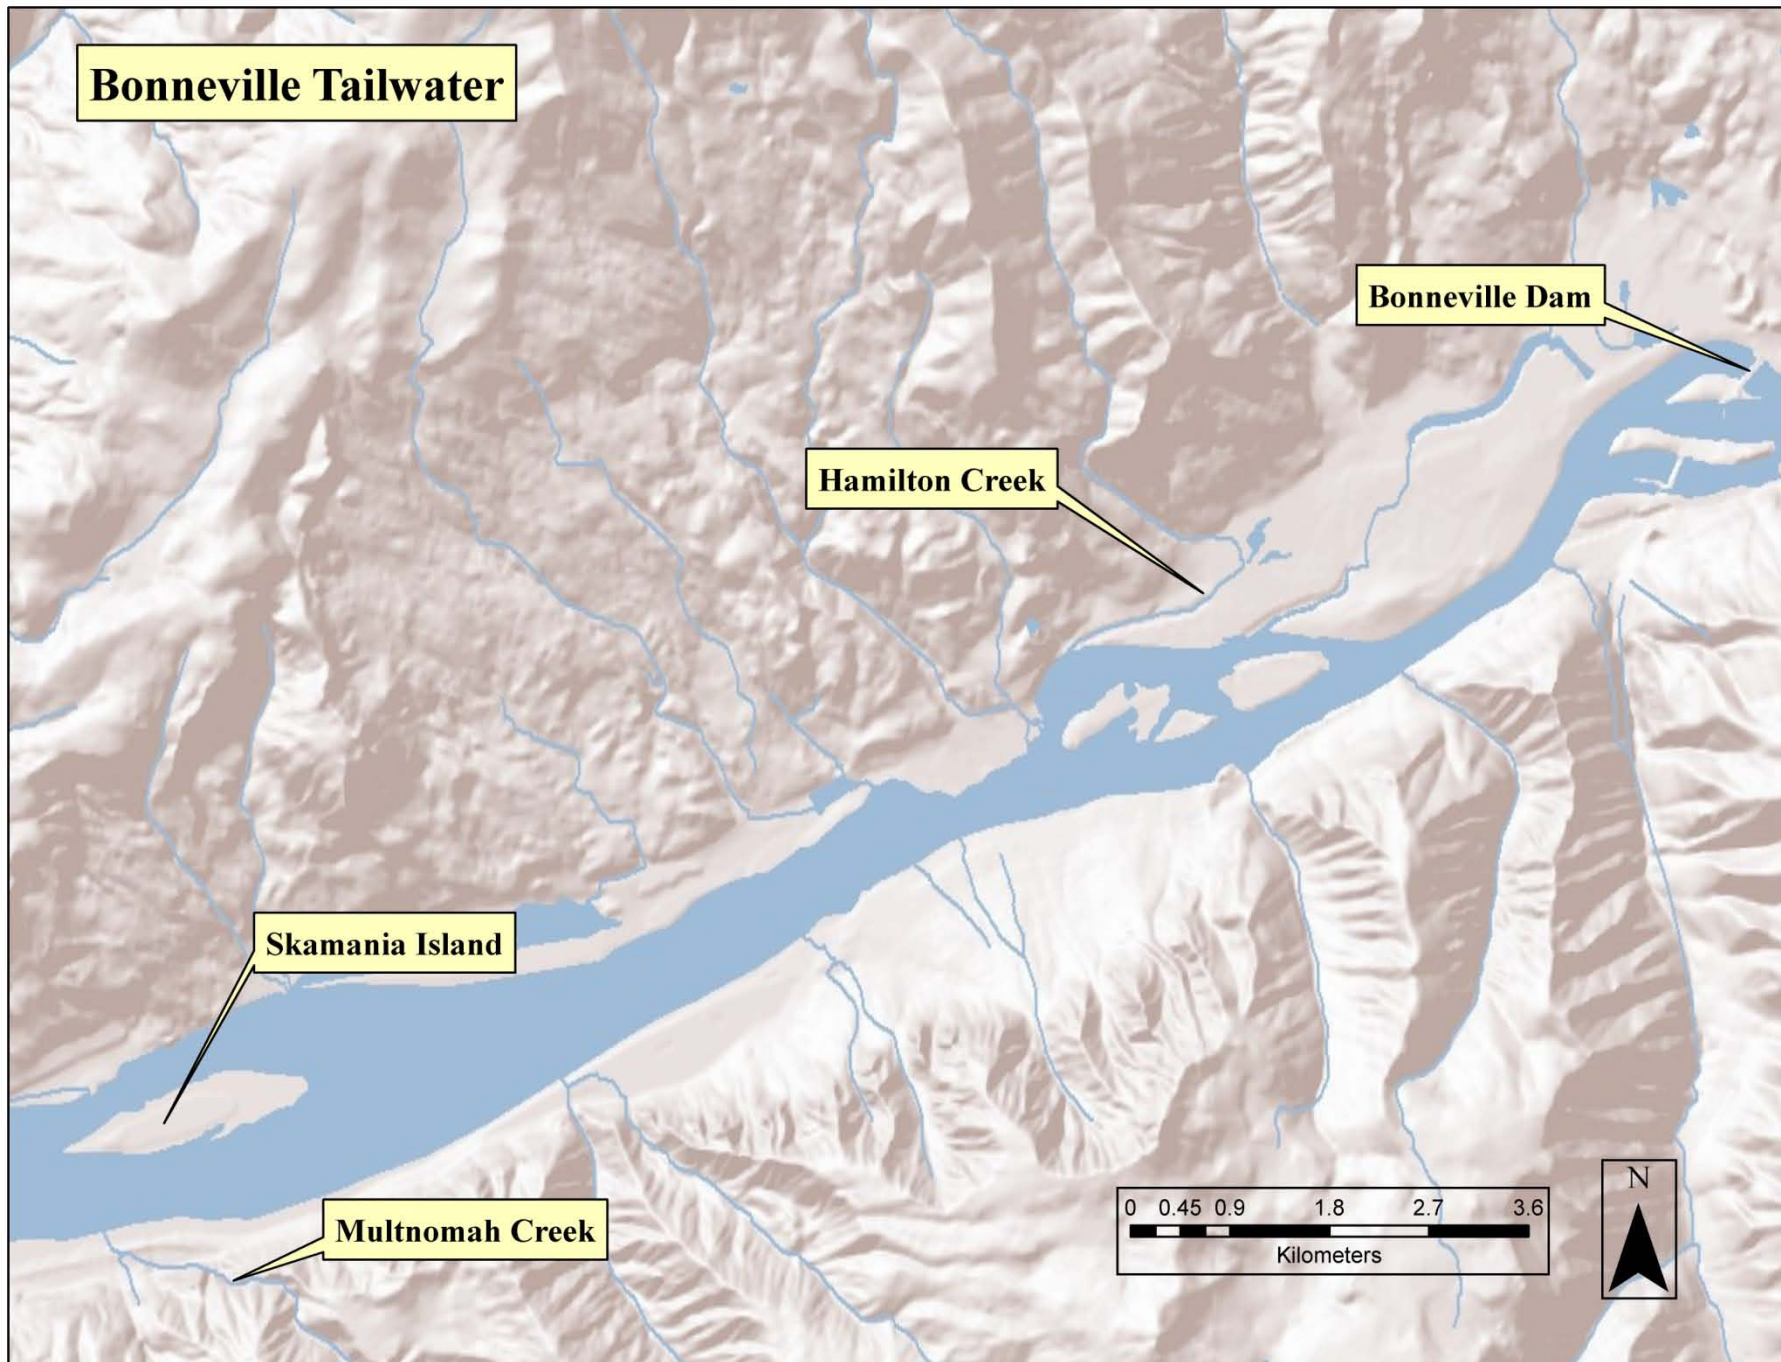 Bonneville Tailwater
Bonneville Dam
Hamilton Creek
Skamania Island
Multnomah Creek
0 0.45 0.9 1.8 2.7 3.6
Kilometers
N